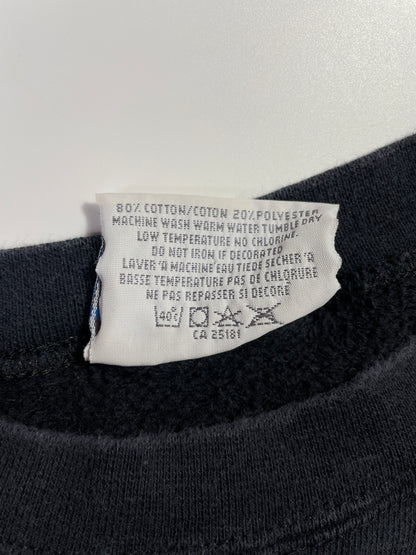 80% COTTON/COTON 20% POLYESTER
MACHINE WASH WARM WATER TUMBLE DRY
LOW TEMPERATURE NO CHLORINE.
DO NOT IRON IF DECORATED
LAVER 'A MACHINE 'EAU TIEDE SECHER 'A
BASSE TEMPERATURE PAS DE CHLORURE
NE PAS REPASSER SI DECORE
40°C
CA 25181